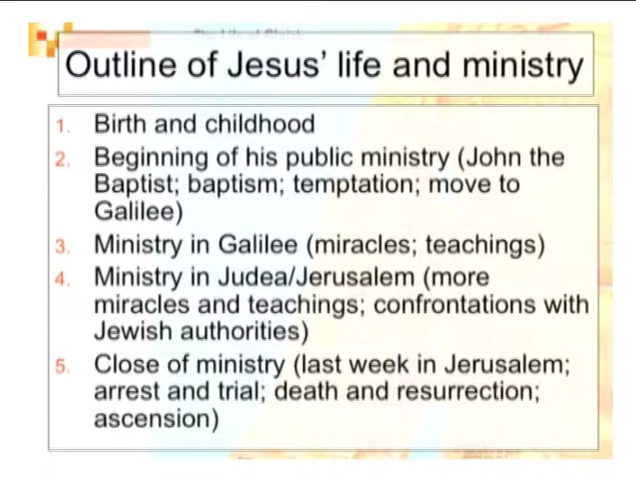 Outline of Jesus' life and ministry
1. Birth and childhood
2. Beginning of his public ministry (John the
Baptist; baptism; temptation; move to
Galilee)
3. Ministry in Galilee (miracles; teachings)
4. Ministry in Judea/Jerusalem (more
miracles and teachings; confrontations with
Jewish authorities)
5. Close of ministry (last week in Jerusalem;
arrest and trial; death and resurrection;
ascension)